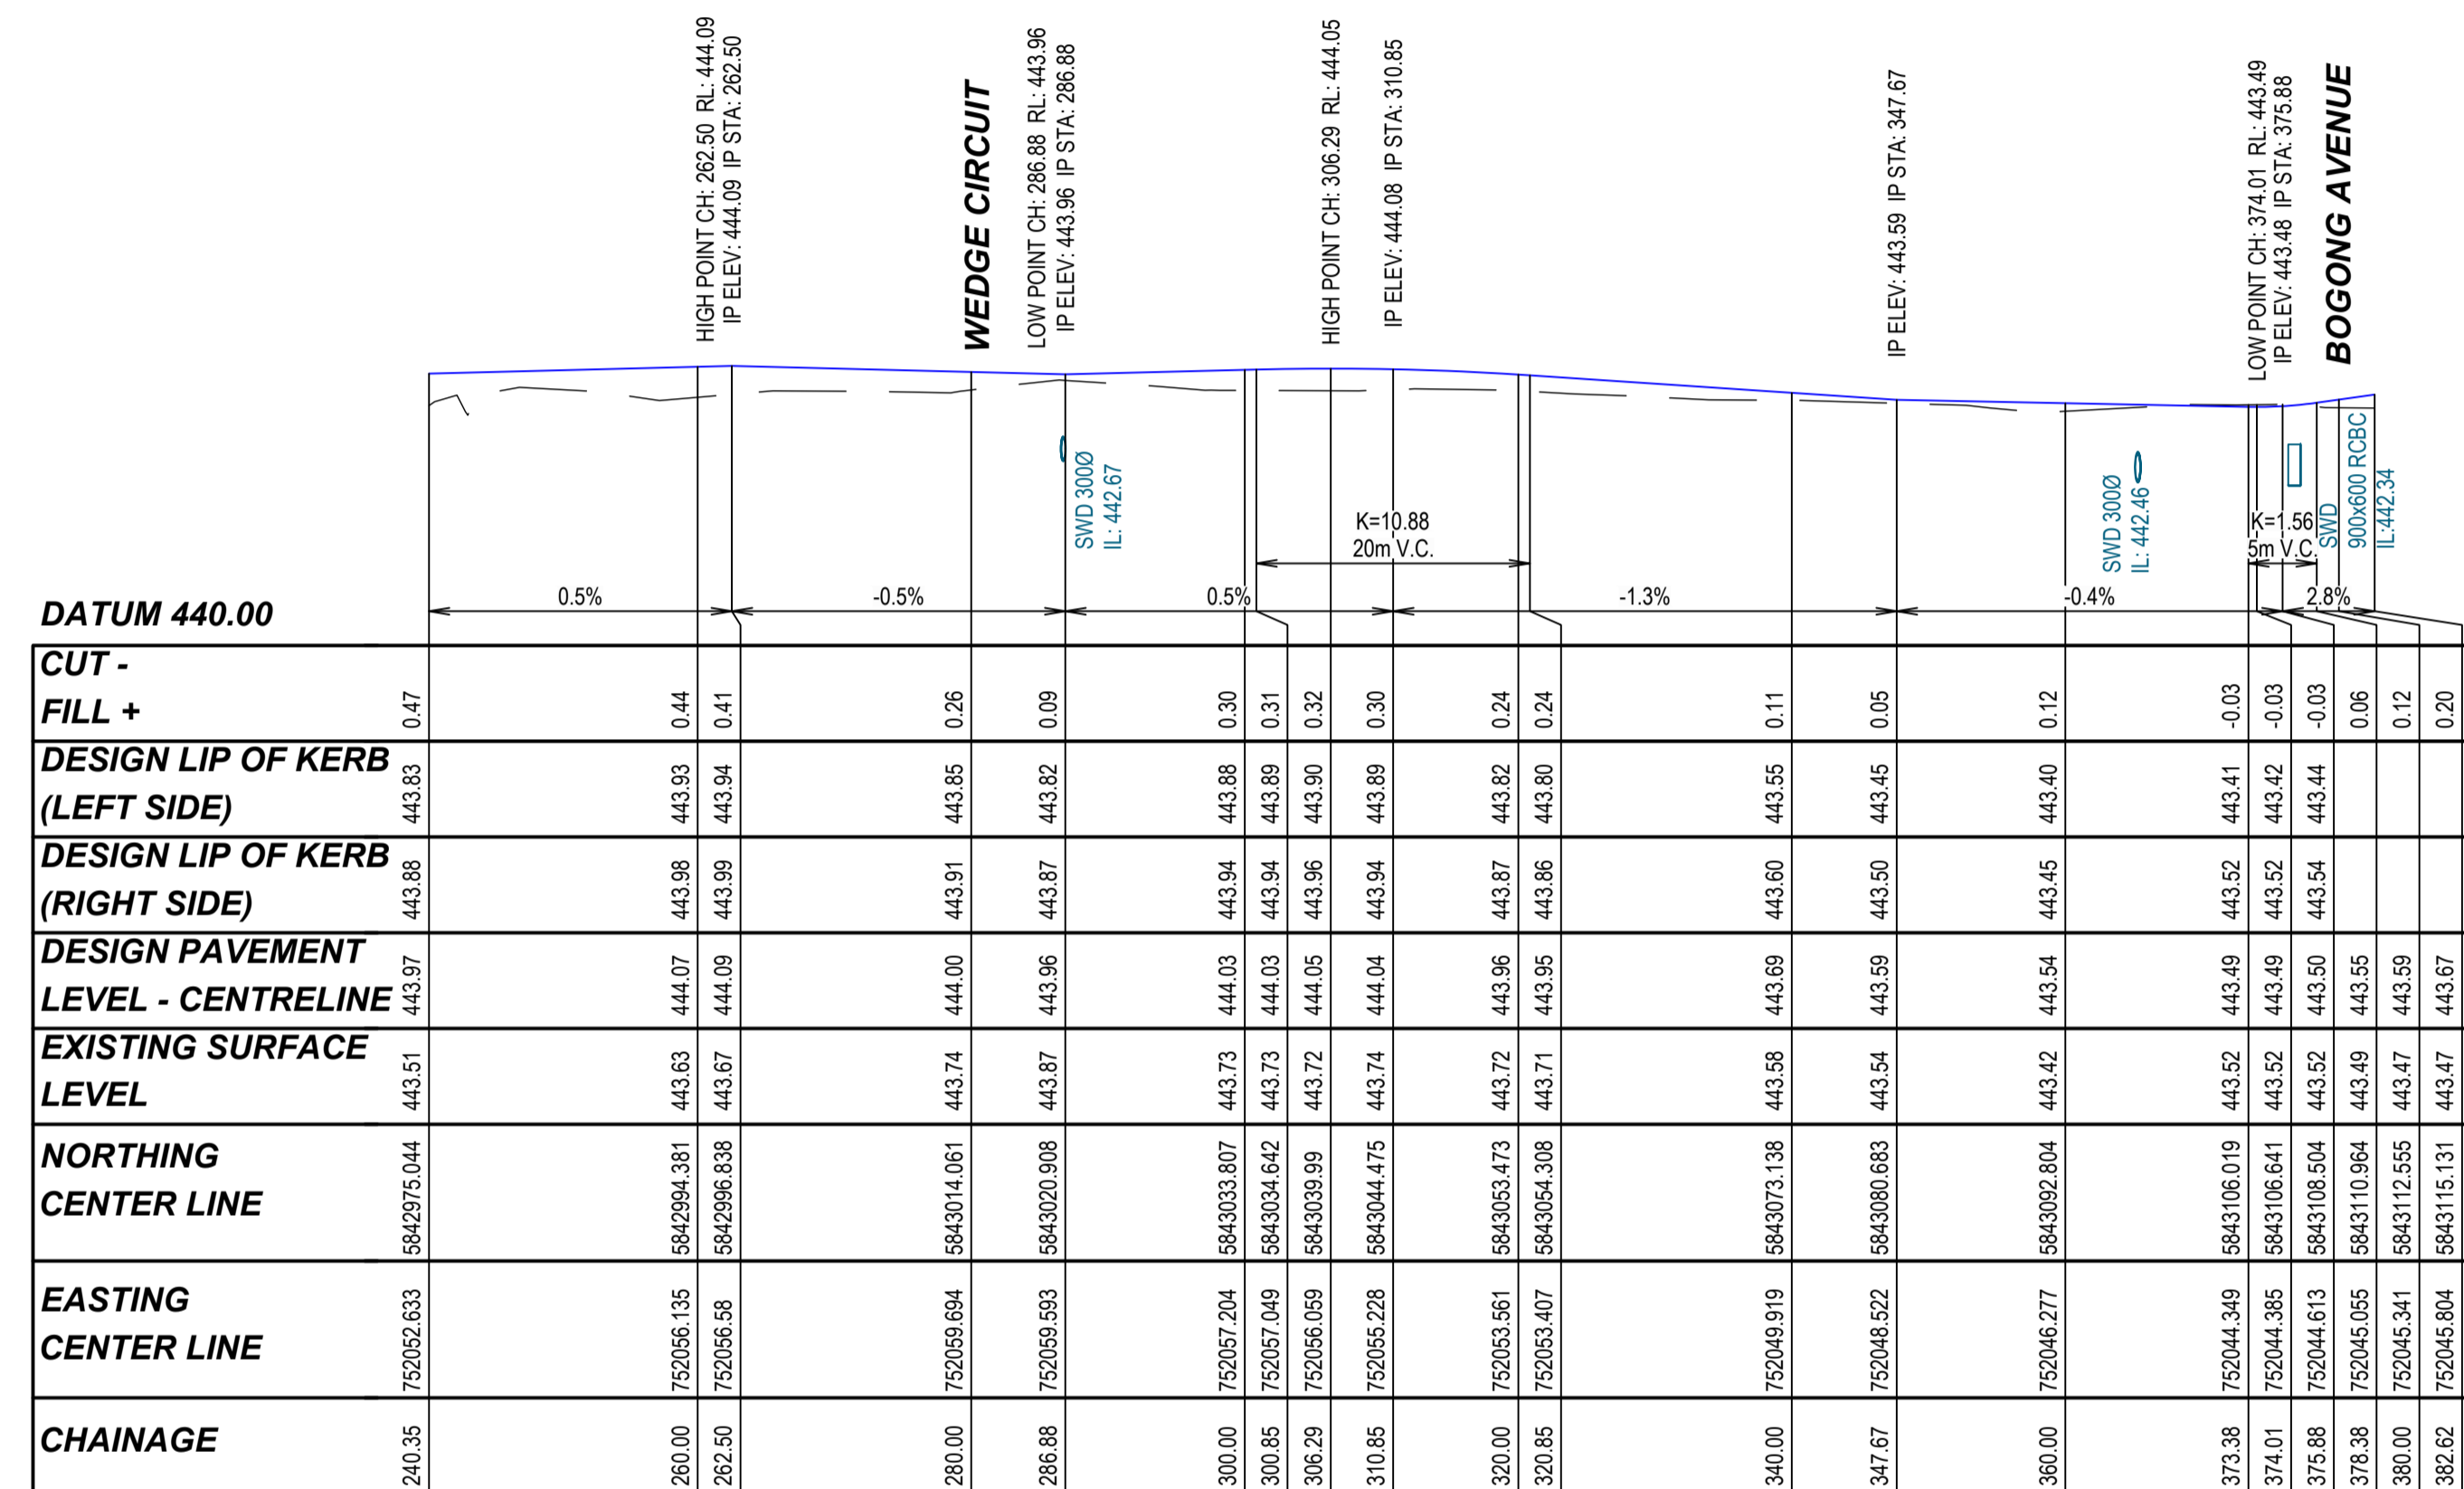 HIGH POINT CH: 262.50 RL: 444.09
IP ELEV: 444.09 IP STA: 262.50
WEDGE CIRCUIT
LOW POINT CH: 286.88 RL: 443.96
IP ELEV: 443.96 IP STA: 286.88
HIGH POINT CH: 306.29 RL: 444.05
IP ELEV: 444.08 IP STA: 310.85
IP ELEV: 443.59 IP STA: 347.67
LOW POINT CH: 374.01 RL: 443.49
IP ELEV: 443.48 IP STA: 375.88
BOGONG AVENUE
SWD 300Ø
IL: 442.67
K=10.88
20m V.C.
SWD 300Ø
IL: 442.46
K=1.56
5m V.C.
SWD
900x600 RCBC
IL:442.34
0.5% -0.5% 0.5% -1.3% -0.4% 2.8%
DATUM 440.00
CUT -
FILL +
0.47 0.44 0.41 0.26 0.09 0.30 0.31 0.32 0.30 0.24 0.24 0.11 0.05 0.12 -0.03 -0.03 -0.03 0.06 0.12 0.20
DESIGN LIP OF KERB
(LEFT SIDE)
443.83 443.93 443.94 443.85 443.82 443.88 443.89 443.90 443.89 443.82 443.80 443.55 443.45 443.40 443.41 443.42 443.44
DESIGN LIP OF KERB
(RIGHT SIDE)
443.88 443.98 443.99 443.91 443.87 443.94 443.94 443.96 443.94 443.87 443.86 443.60 443.50 443.45 443.52 443.52 443.54
DESIGN PAVEMENT
LEVEL - CENTRELINE
443.97 444.07 444.09 444.00 443.96 444.03 444.03 444.05 444.04 443.96 443.95 443.69 443.59 443.54 443.49 443.49 443.50 443.55 443.59 443.67
EXISTING SURFACE
LEVEL
443.51 443.63 443.67 443.74 443.87 443.73 443.73 443.72 443.74 443.72 443.71 443.58 443.54 443.42 443.52 443.52 443.52 443.49 443.47 443.47
NORTHING
CENTER LINE
5842975.044 5842994.381 5842996.838 5843014.061 5843020.908 5843033.807 5843034.642 5843039.99 5843044.475 5843053.473 5843054.308 5843073.138 5843080.683 5843092.804 5843106.019 5843106.641 5843108.504 5843110.964 5843112.555 5843115.131
EASTING
CENTER LINE
752052.633 752056.135 752056.58 752059.694 752059.593 752057.204 752057.049 752056.059 752055.228 752053.561 752053.407 752049.919 752048.522 752046.277 752044.349 752044.385 752044.613 752045.055 752045.341 752045.804
CHAINAGE
240.35 260.00 262.50 280.00 286.88 300.00 300.85 306.29 310.85 320.00 320.85 340.00 347.67 360.00 373.38 374.01 375.88 378.38 380.00 382.62